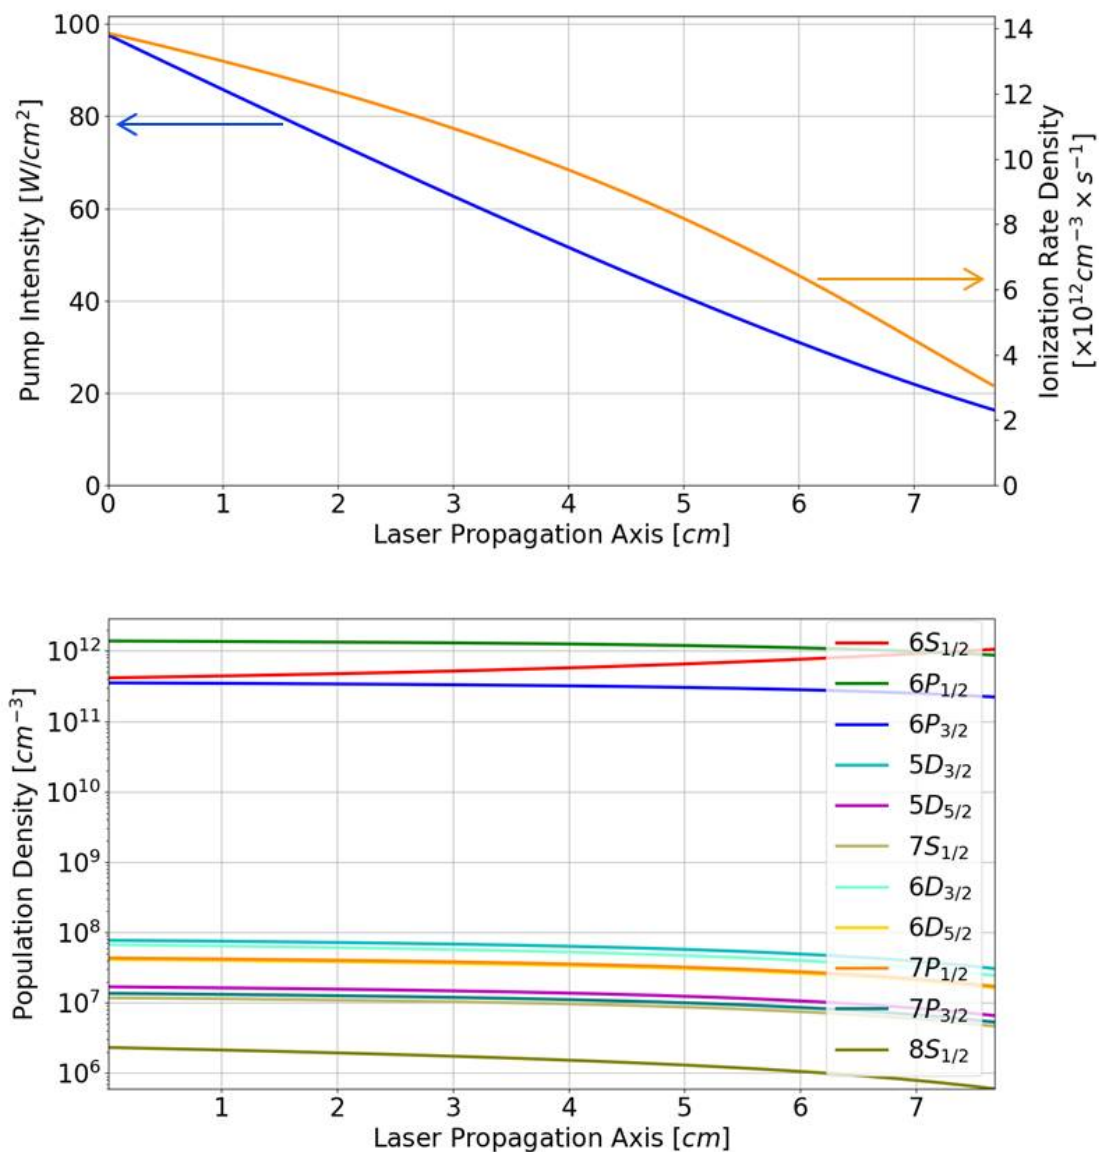 100
80
60
40
20
0
Pump Intensity [W/cm²]
14
12
10
8
6
4
2
0
Ionization Rate Density
[×10¹²cm⁻³ × s⁻¹]
0 1 2 3 4 5 6 7
Laser Propagation Axis [cm]
10¹²
10¹¹
10¹⁰
10⁹
10⁸
10⁷
10⁶
Population Density [cm⁻³]
6S₁/₂
6P₁/₂
6P₃/₂
5D₃/₂
5D₅/₂
7S₁/₂
6D₃/₂
6D₅/₂
7P₁/₂
7P₃/₂
8S₁/₂
1 2 3 4 5 6 7
Laser Propagation Axis [cm]